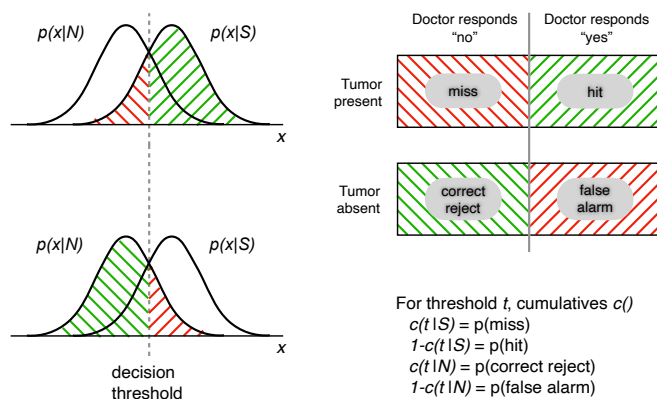 p(x|N)
p(x|S)
x
p(x|N)
p(x|S)
x
decision
threshold
Doctor responds
"no"
Doctor responds
"yes"
Tumor
present
miss
hit
Tumor
absent
correct
reject
false
alarm
For threshold t, cumulatives c()
c(t|S) = p(miss)
1-c(t|S) = p(hit)
c(t|N) = p(correct reject)
1-c(t|N) = p(false alarm)